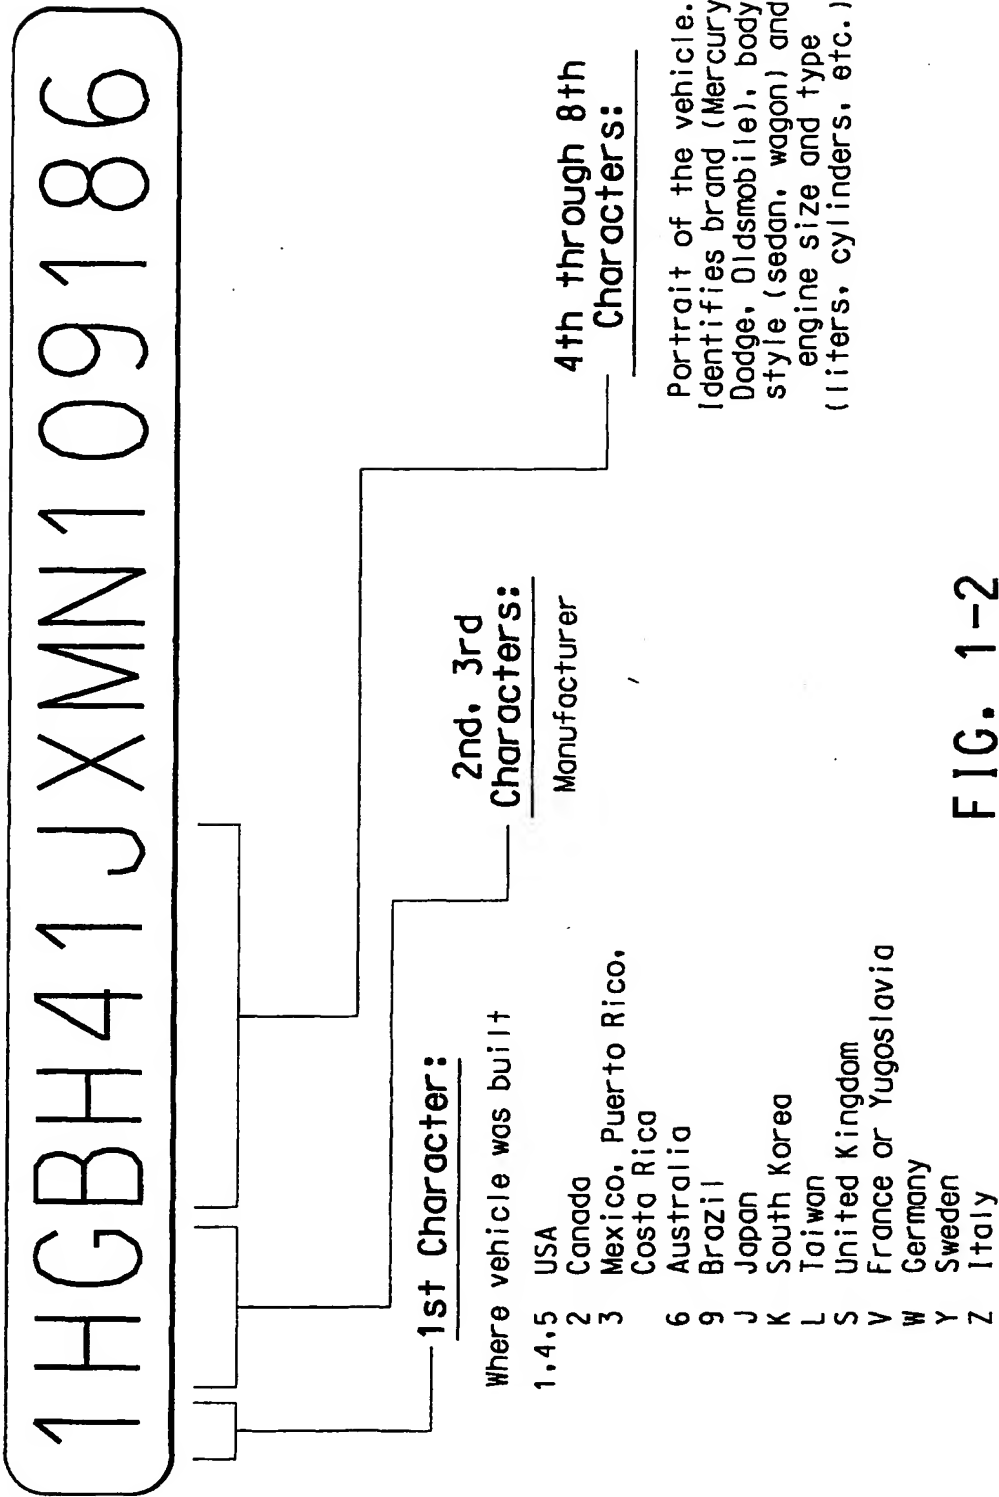 1HGBH41JXMN109186
1st Character:
Where vehicle was built
1,4,5 USA
2 Canada
3 Mexico, Puerto Rico,
Costa Rica
6 Australia
9 Brazil
J Japan
K South Korea
L Taiwan
S United Kingdom
V France or Yugoslavia
W Germany
Y Sweden
Z Italy
2nd, 3rd
Characters:
Manufacturer
4th through 8th
Characters:
Portrait of the vehicle.
Identifies brand (Mercury
Dodge, Oldsmobile), body
style (sedan, wagon) and
engine size and type
(liters, cylinders, etc.)
FIG. 1-2